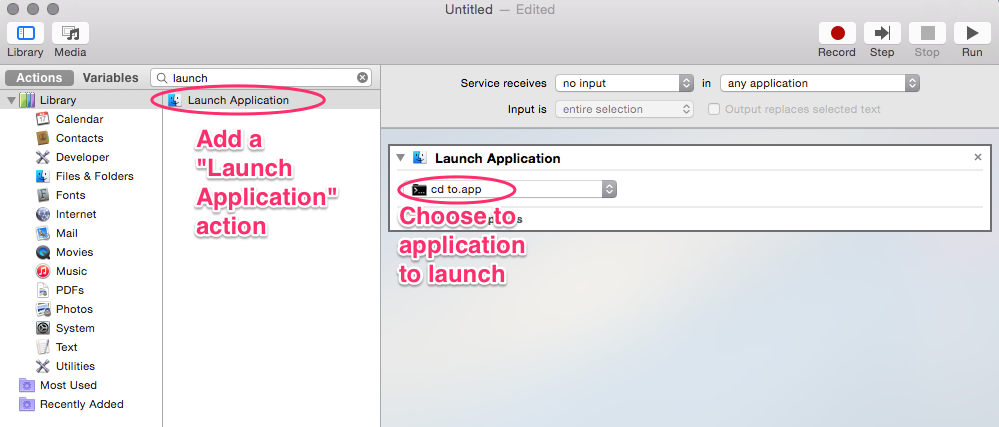 Untitled — Edited
Library Media Record Step Stop Run
Actions Variables launch
Service receives no input in any application
Input is entire selection Output replaces selected text
Library
Calendar
Contacts
Developer
Files & Folders
Fonts
Internet
Mail
Movies
Music
PDFs
Photos
System
Text
Utilities
Most Used
Recently Added
Launch Application
Add a
"Launch
Application"
action
Launch Application
cd to.app
Choose to
application
to launch